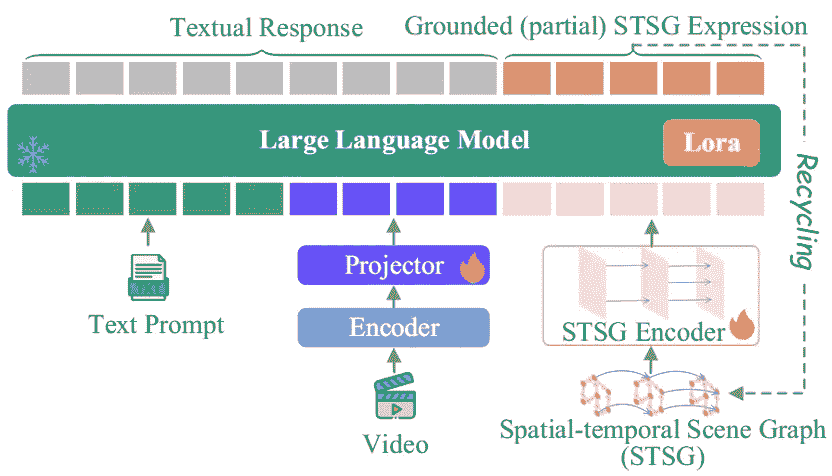 Textual Response
Grounded (partial) STSG Expression
Large Language Model
Lora
Recycling
Projector
Encoder
STSG Encoder
Text Prompt
Video
Spatial-temporal Scene Graph
(STSG)